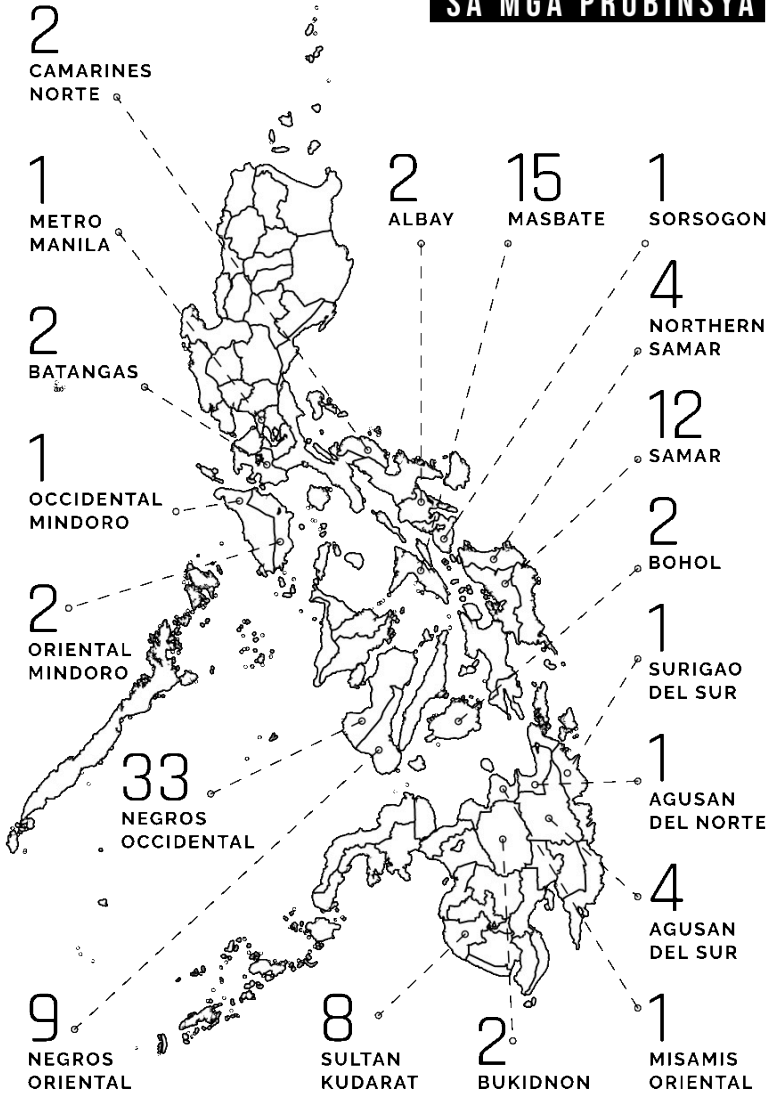 SA MGA PROBINSYA
2
CAMARINES
NORTE
1
METRO
MANILA
2
BATANGAS
1
OCCIDENTAL
MINDORO
2
ORIENTAL
MINDORO
33
NEGROS
OCCIDENTAL
9
NEGROS
ORIENTAL
2
ALBAY
15
MASBATE
1
SORSOGON
4
NORTHERN
SAMAR
12
SAMAR
2
BOHOL
1
SURIGAO
DEL SUR
1
AGUSAN
DEL NORTE
4
AGUSAN
DEL SUR
8
SULTAN
KUDARAT
2
BUKIDNON
1
MISAMIS
ORIENTAL